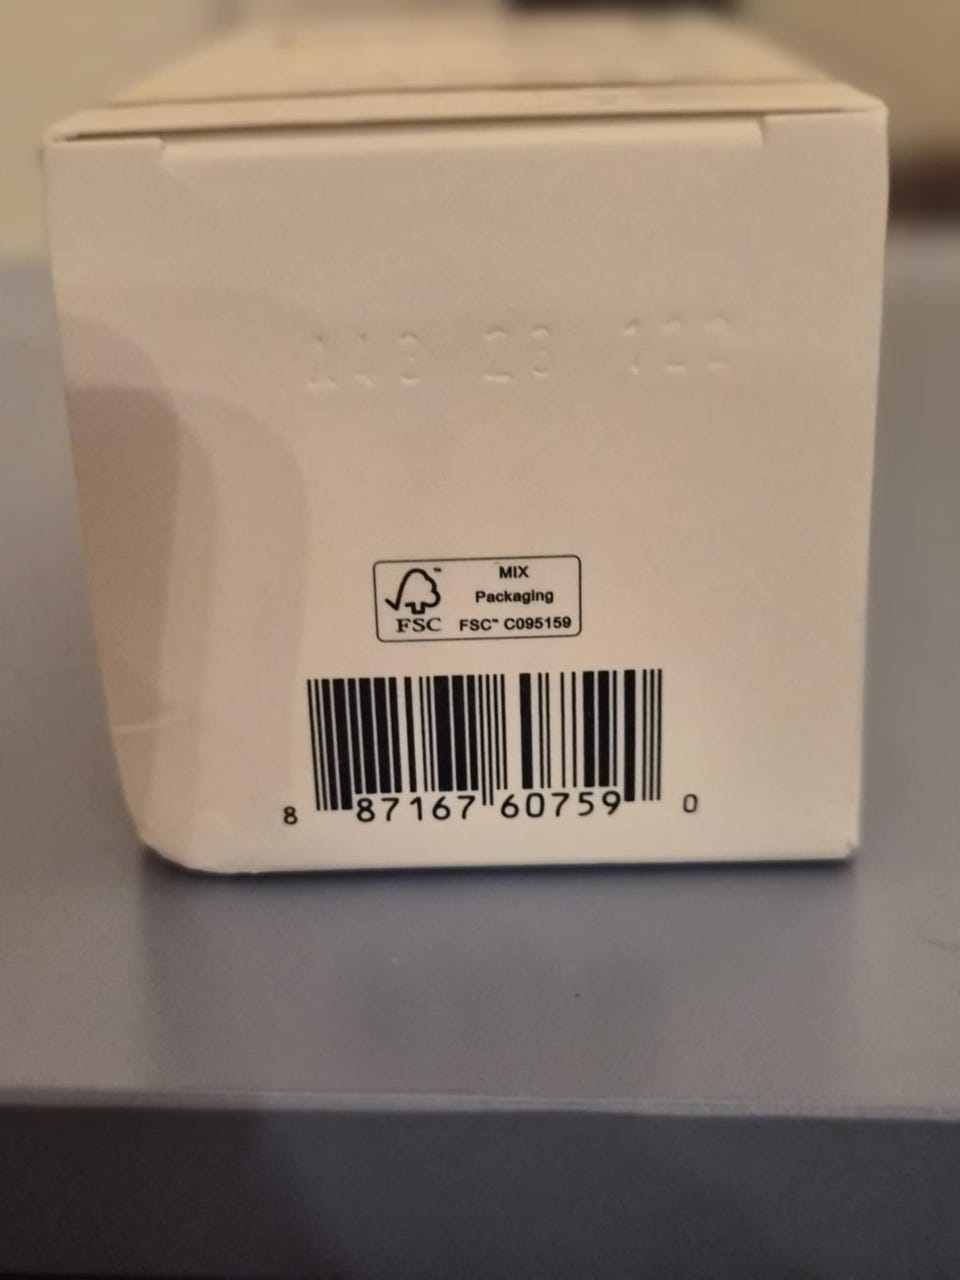 MIX
Packaging
FSC™ C095159
FSC
8 87167 60759 0